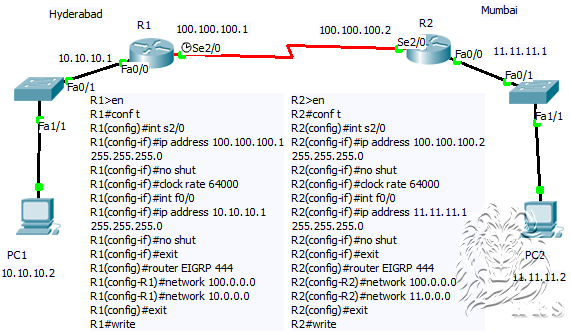 Hyderabad
Mumbai
R1
100.100.100.1
100.100.100.2
R2
Se2/0
Se2/0
10.10.10.1
Fa0/0
Fa0/0
11.11.11.1
Fa0/1
Fa0/1
Fa1/1
Fa1/1
PC1
10.10.10.2
PC2
11.11.11.2
R1>en
R1#conf t
R1(config)#int s2/0
R1(config-if)#ip address 100.100.100.1
255.255.255.0
R1(config-if)#no shut
R1(config-if)#clock rate 64000
R1(config-if)#int f0/0
R1(config-if)#ip address 10.10.10.1
255.255.255.0
R1(config-if)#no shut
R1(config-if)#exit
R1(config)#router EIGRP 444
R1(config-R1)#network 100.0.0.0
R1(config-R1)#network 10.0.0.0
R1(config)#exit
R1#write
R2>en
R2#conf t
R2(config)#int s2/0
R2(config-if)#ip address 100.100.100.2
255.255.255.0
R2(config-if)#no shut
R2(config-if)#clock rate 64000
R2(config-if)#int f0/0
R2(config-if)#ip address 11.11.11.1
255.255.255.0
R2(config-if)#no shut
R2(config-if)#exit
R2(config)#router EIGRP 444
R2(config-R2)#network 100.0.0.0
R2(config-R2)#network 11.0.0.0
R2(config)#exit
R2#write